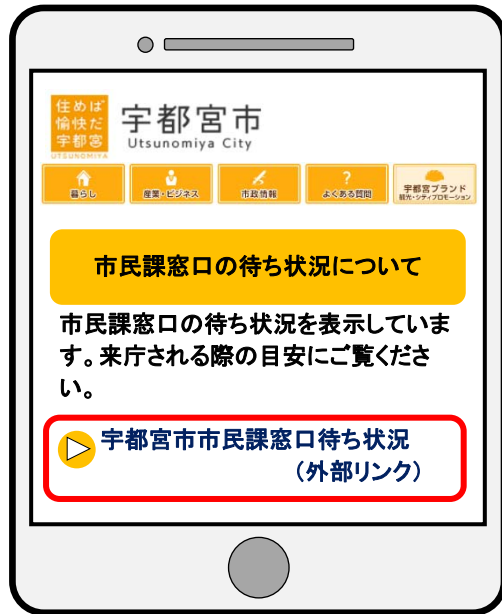 住めば
愉快だ
宇都宮
UTSUNOMIYA
宇都宮市
Utsunomiya City
暮らし
産業・ビジネス
市政情報
?
よくある質問
宇都宮ブランド
観光・シティプロモーション
市民課窓口の待ち状況について
市民課窓口の待ち状況を表示していま
す。来庁される際の目安にご覧くださ
い。
宇都宮市市民課窓口待ち状況
（外部リンク）